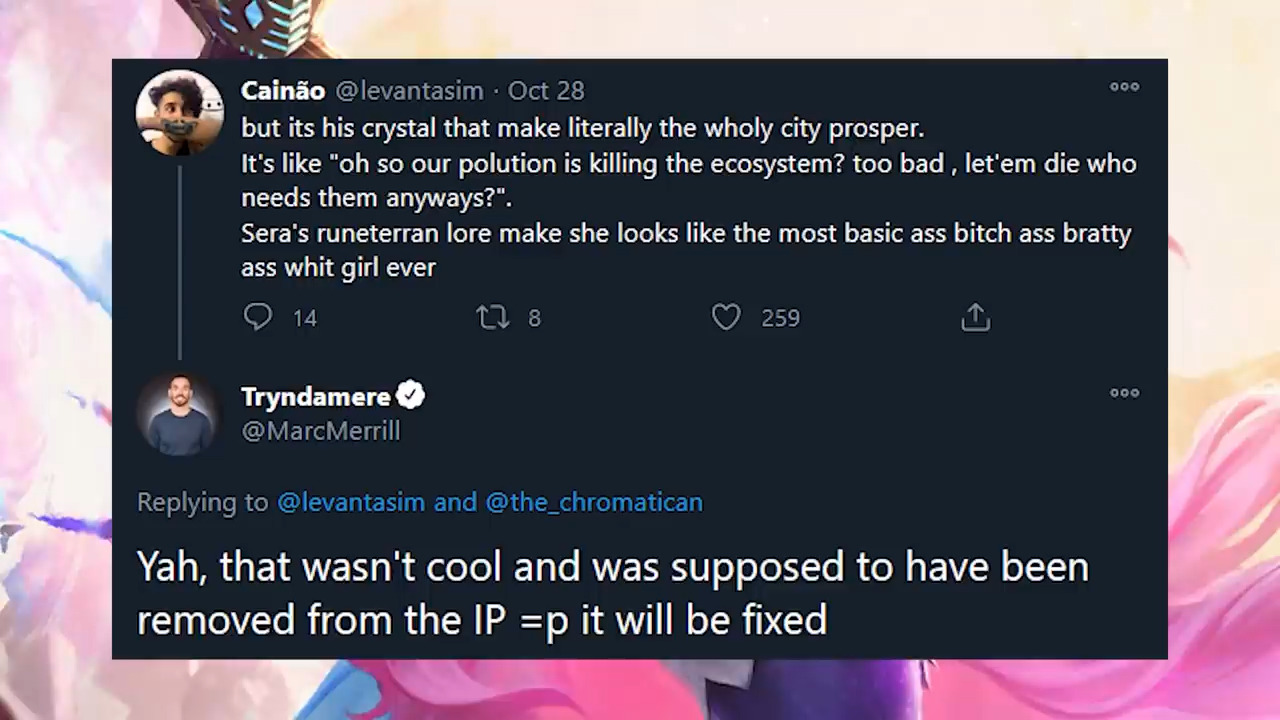 Cainão @levantasim · Oct 28
but its his crystal that make literally the wholy city prosper.
It's like "oh so our polution is killing the ecosystem? too bad , let'em die who
needs them anyways?".
Sera's runeterran lore make she looks like the most basic ass bitch ass bratty
ass whit girl ever
14 8 259
Tryndamere
@MarcMerrill
Replying to @levantasim and @the_chromatican
Yah, that wasn't cool and was supposed to have been
removed from the IP =p it will be fixed